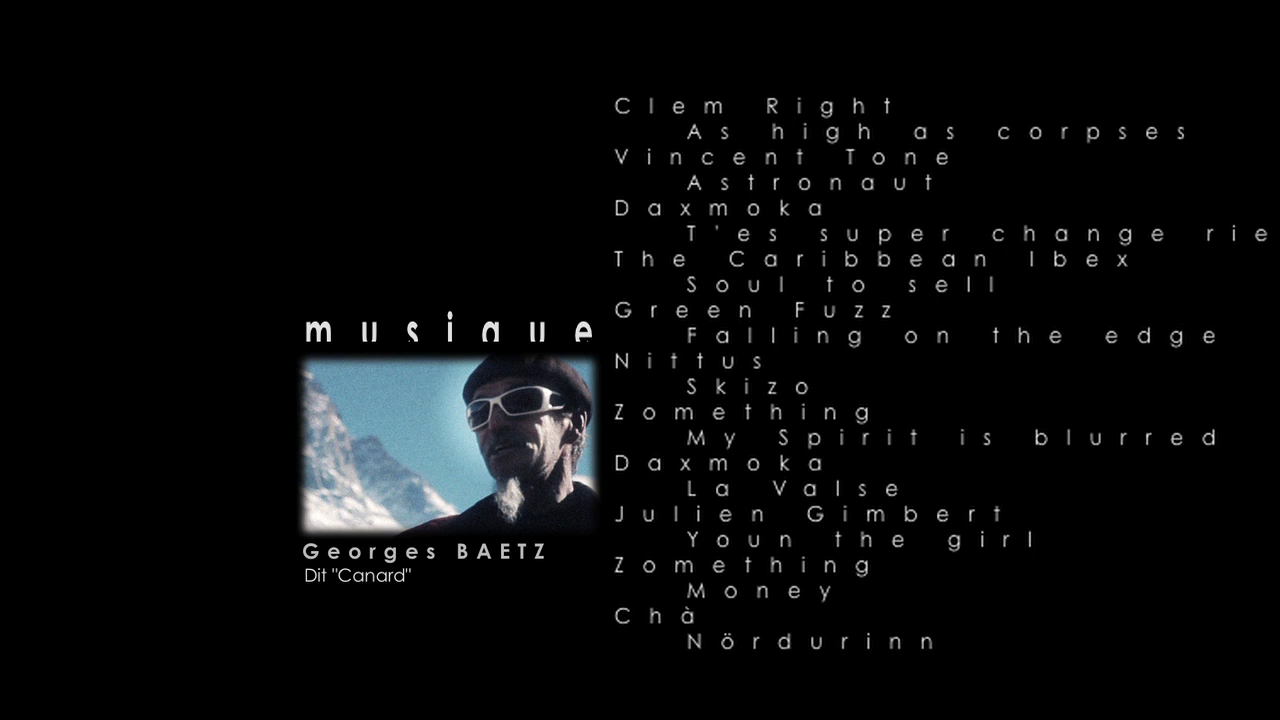 musique
Georges BAETZ
Dit "Canard"
Clem Right
As high as corpses
Vincent Tone
Astronaut
Daxmoka
T'es super change rie
The Caribbean Ibex
Soul to sell
Green Fuzz
Falling on the edge
Nittus
Skizo
Zomething
My Spirit is blurred
Daxmoka
La Valse
Julien Gimbert
Youn the girl
Zomething
Money
Chà
Nördurinn